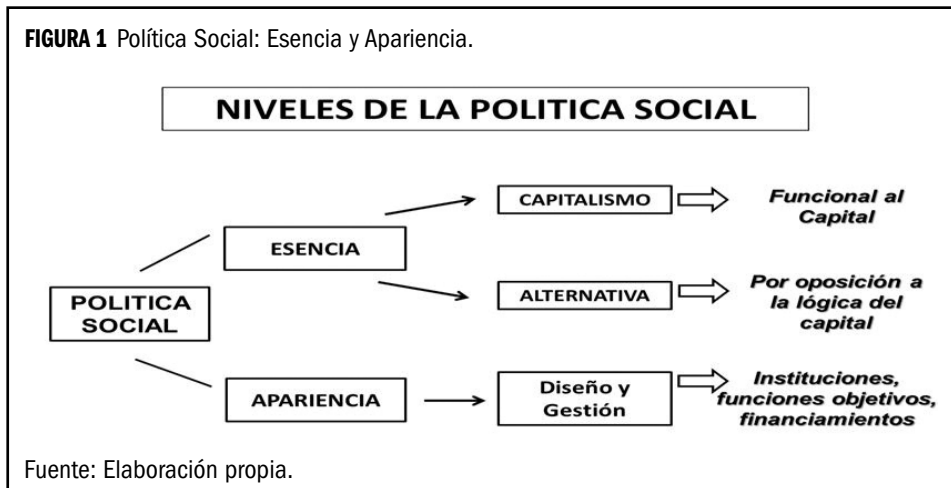 FIGURA 1 Política Social: Esencia y Apariencia.
NIVELES DE LA POLITICA SOCIAL
POLITICA
SOCIAL
ESENCIA
CAPITALISMO
Funcional al
Capital
ALTERNATIVA
Por oposición a
la lógica del
capital
APARIENCIA
Diseño y
Gestión
Instituciones,
funciones objetivos,
financiamientos
Fuente: Elaboración propia.